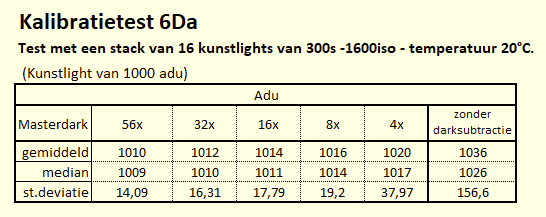 Kalibratietest 6Da
Test met een stack van 16 kunstlights van 300s -1600iso - temperatuur 20°C.
(Kunstlight van 1000 adu)
Adu
Masterdark 56x 32x 16x 8x 4x zonder darksubtractie
gemiddeld 1010 1012 1014 1016 1020 1036
median 1009 1010 1011 1014 1017 1026
st.deviatie 14,09 16,31 17,79 19,2 37,97 156,6